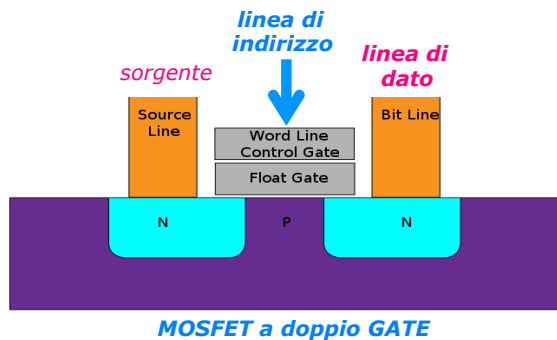 linea di
indirizzo
sorgente
linea di
dato
Source
Line
Word Line
Control Gate
Float Gate
Bit Line
N
P
N
MOSFET a doppio GATE